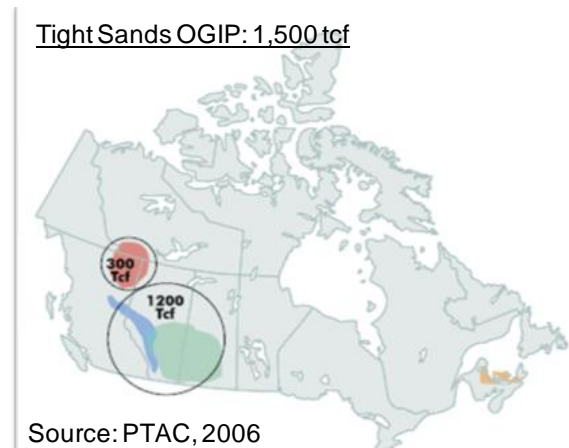 Tight Sands OGIP: 1,500 tcf
300
Tcf
1200
Tcf
Source: PTAC, 2006